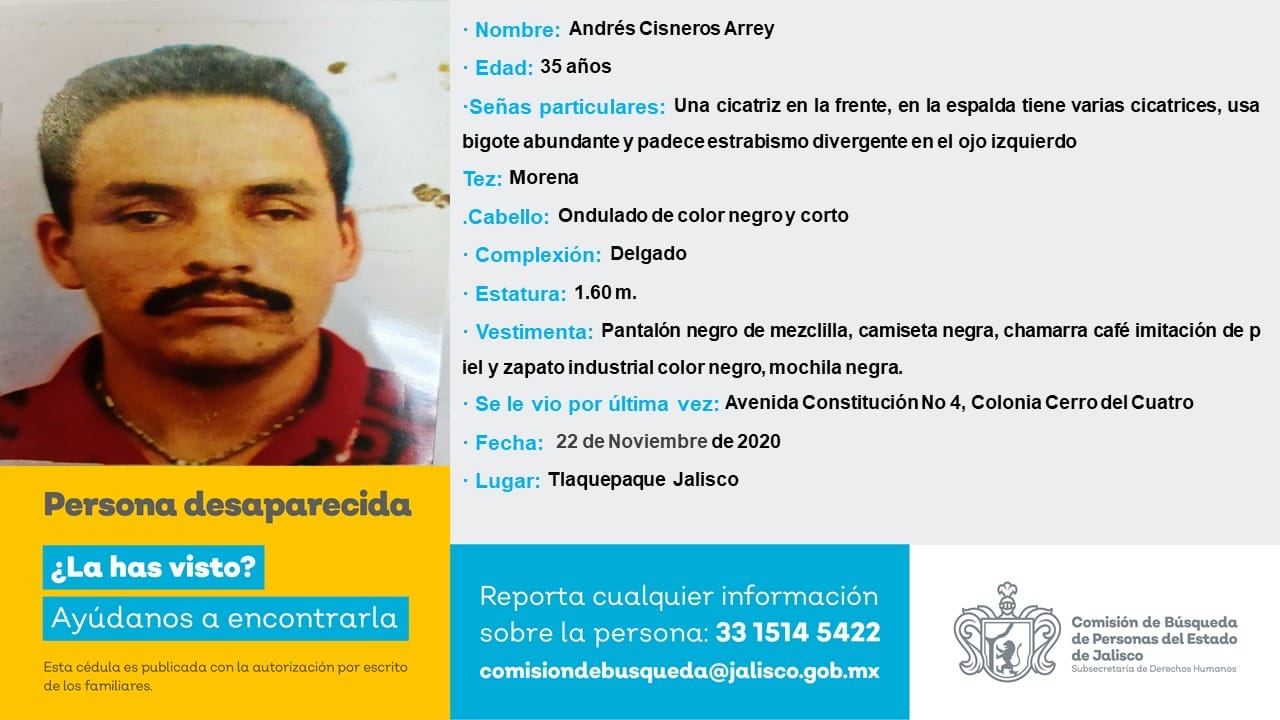 · Nombre: Andrés Cisneros Arrey
· Edad: 35 años
·Señas particulares: Una cicatriz en la frente, en la espalda tiene varias cicatrices, usa
bigote abundante y padece estrabismo divergente en el ojo izquierdo
Tez: Morena
.Cabello: Ondulado de color negro y corto
· Complexión: Delgado
· Estatura: 1.60 m.
· Vestimenta: Pantalón negro de mezclilla, camiseta negra, chamarra café imitación de p
iel y zapato industrial color negro, mochila negra.
· Se le vio por última vez: Avenida Constitución No 4, Colonia Cerro del Cuatro
· Fecha: 22 de Noviembre de 2020
· Lugar: Tlaquepaque Jalisco
Persona desaparecida
¿La has visto?
Ayúdanos a encontrarla
Esta cédula es publicada con la autorización por escrito
de los familiares.
Reporta cualquier información
sobre la persona: 33 1514 5422
comisiondebusqueda@jalisco.gob.mx
Comisión de Búsqueda
de Personas del Estado
de Jalisco
Subsecretaría de Derechos Humanos